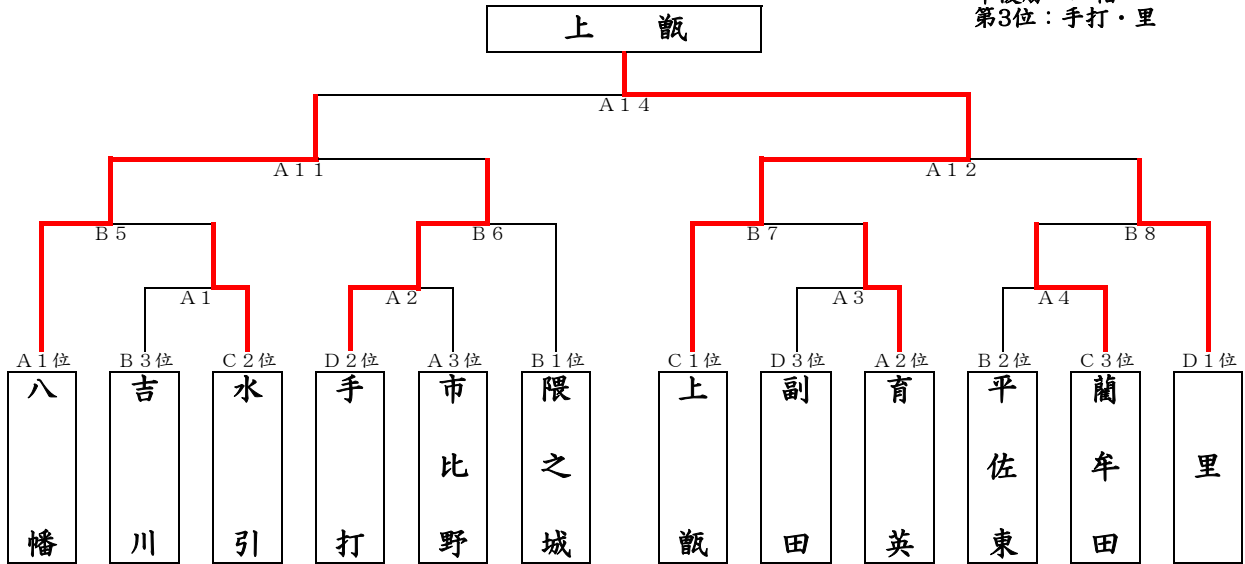 第3位：手打・里
上甑
A14
A11
A12
B5
B6
B7
B8
A1
A2
A3
A4
A1位
B3位
C2位
D2位
A3位
B1位
C1位
D3位
A2位
B2位
C3位
D1位
八幡
吉川
水引
手打
市比野
隈之城
上甑
副田
育英
平佐東
藺牟田
里